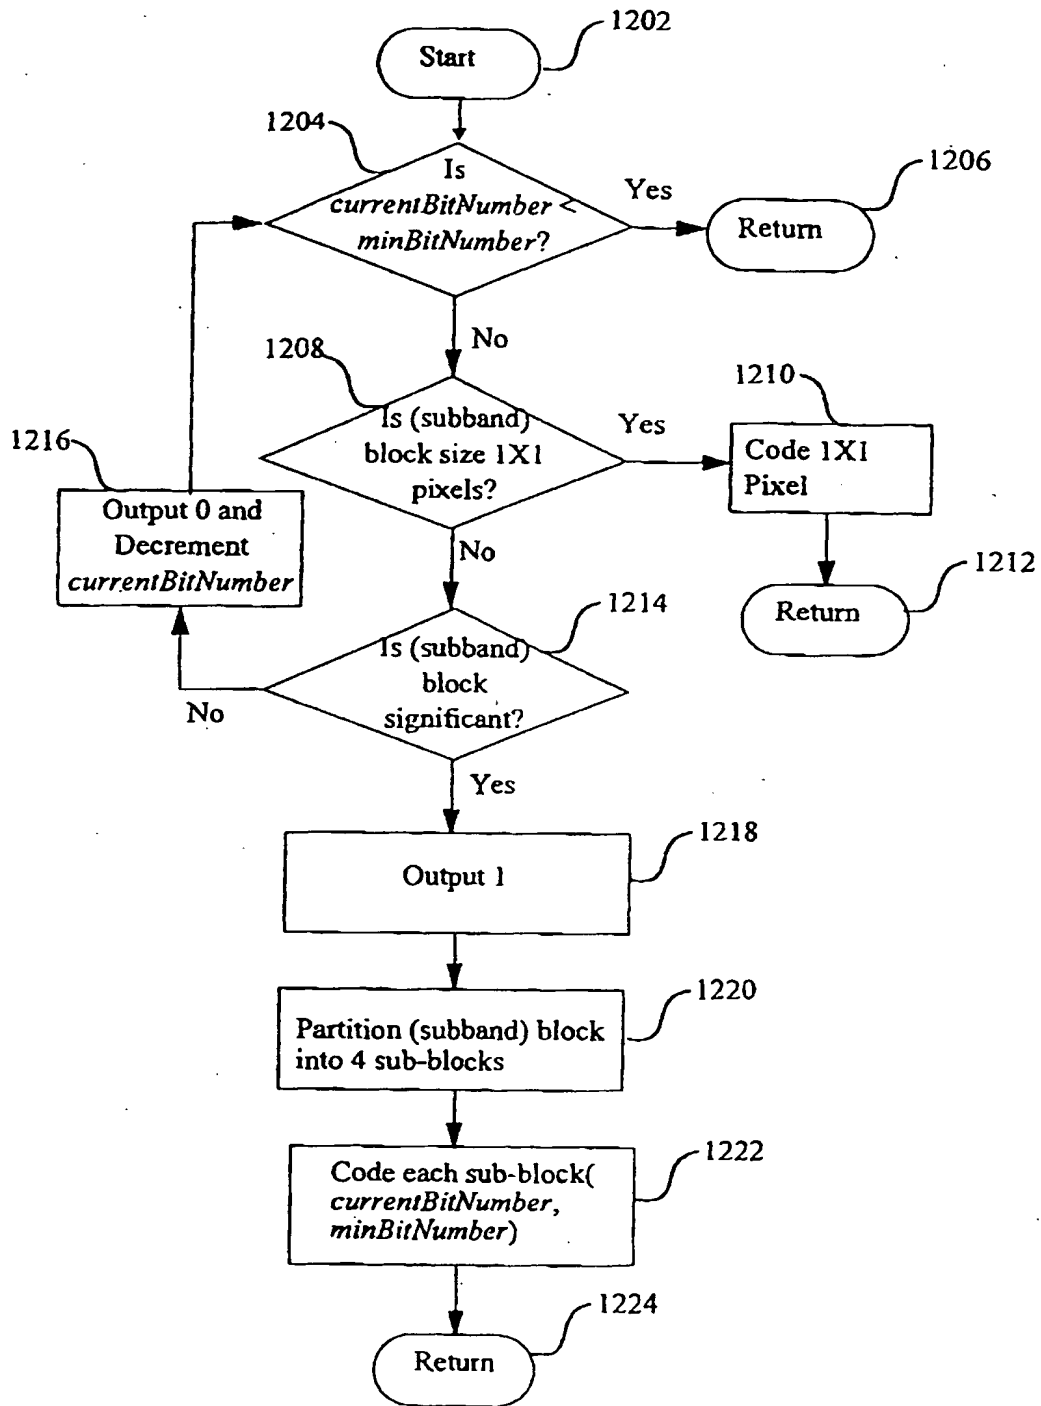 1202
Start
1204
Is
currentBitNumber <
minBitNumber?
Yes
1206
Return
No
1208
Is (subband)
block size 1X1
pixels?
Yes
1210
Code 1X1
Pixel
1212
Return
1216
Output 0 and
Decrement
currentBitNumber
No
1214
Is (subband)
block
significant?
No
Yes
1218
Output 1
1220
Partition (subband) block
into 4 sub-blocks
1222
Code each sub-block(
currentBitNumber,
minBitNumber)
1224
Return